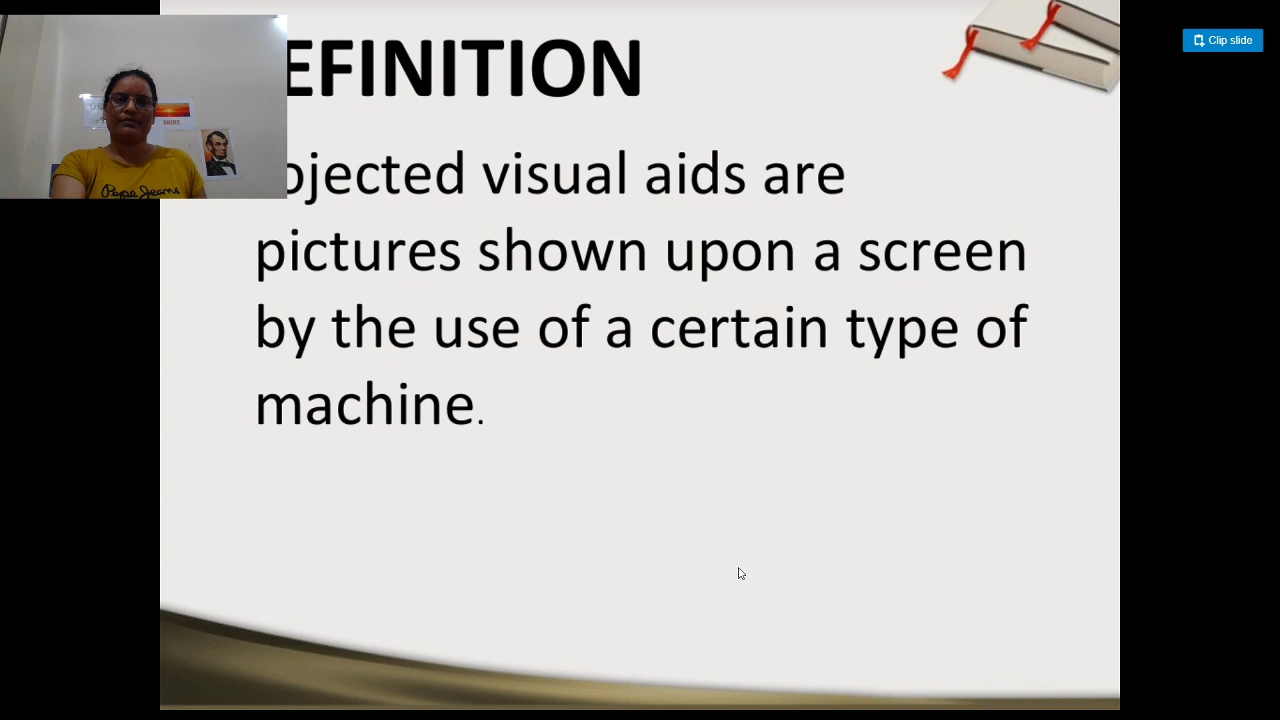 EFINITION
ojected visual aids are
pictures shown upon a screen
by the use of a certain type of
machine.
Clip slide
SHINE
Pepe Jeans